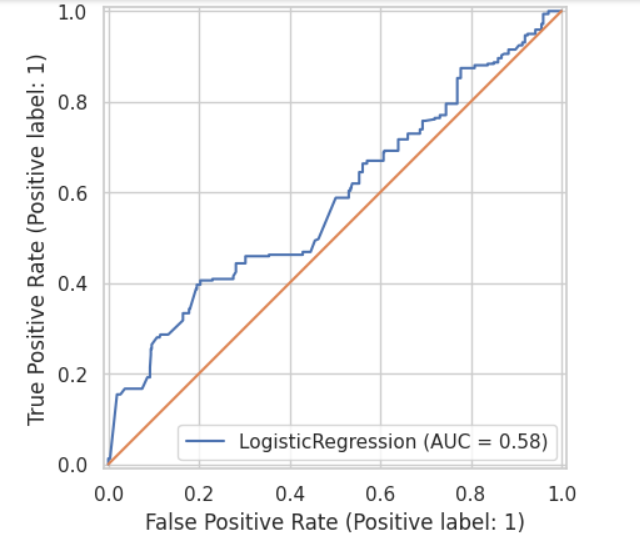 1.0
0.8
0.6
0.4
0.2
0.0
True Positive Rate (Positive label: 1)
LogisticRegression (AUC = 0.58)
0.0 0.2 0.4 0.6 0.8 1.0
False Positive Rate (Positive label: 1)